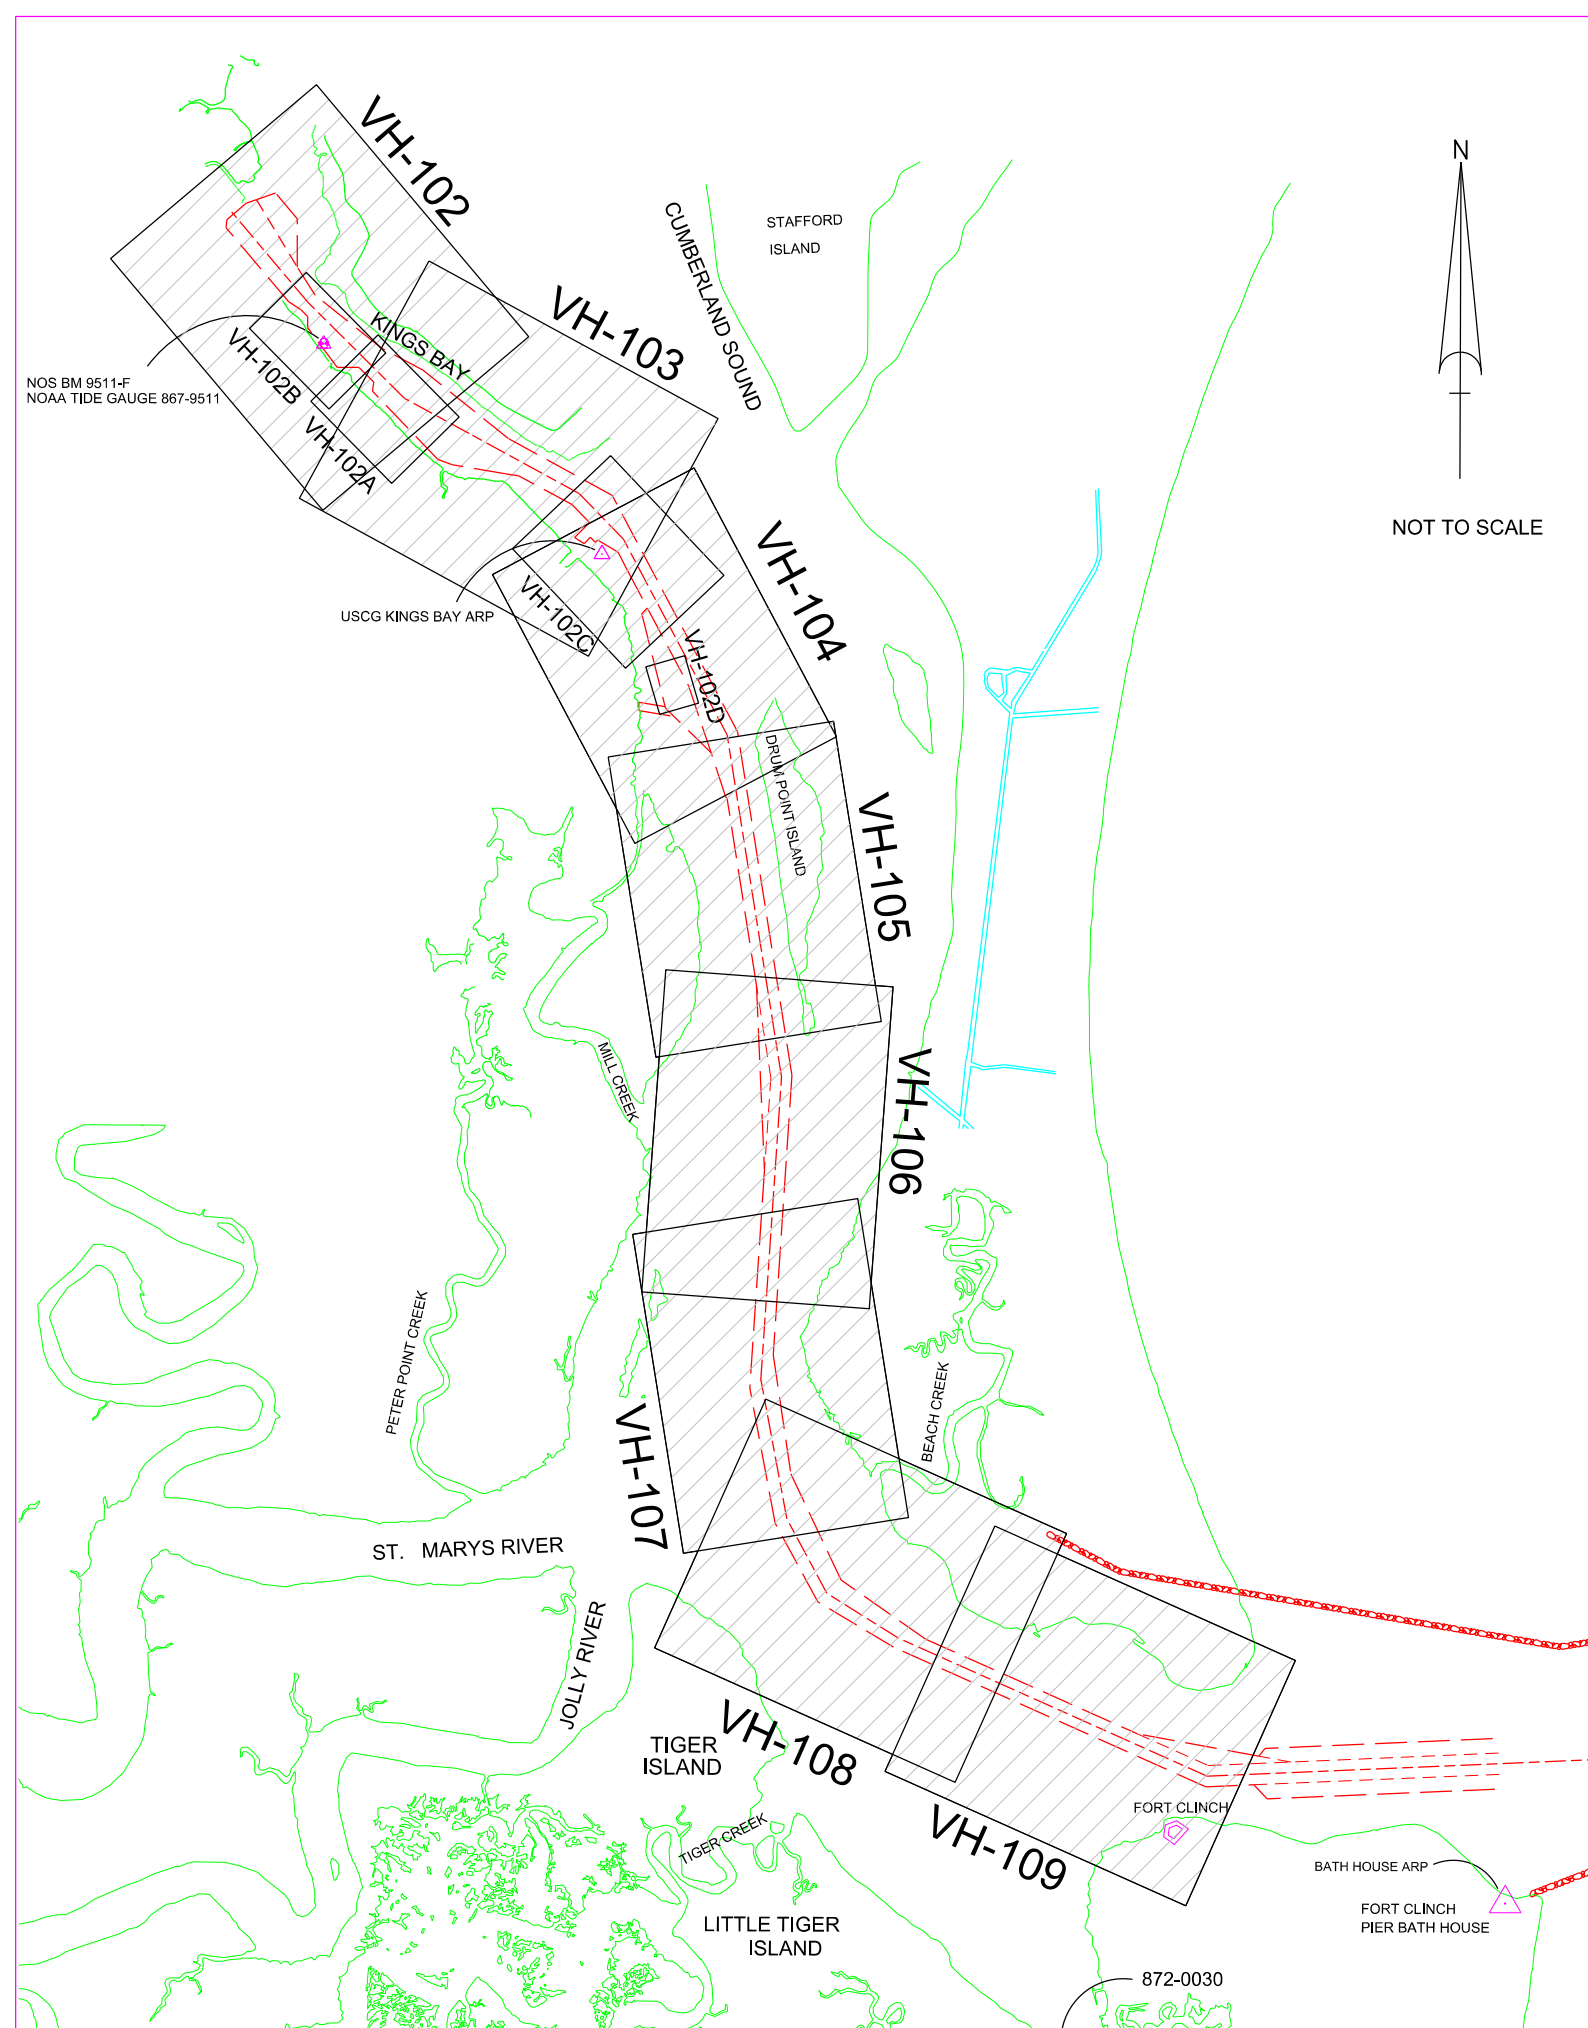 VH-102
N
STAFFORD
ISLAND
CUMBERLAND SOUND
VH-103
KINGS BAY
VH-102B
NOS BM 9511-F
NOAA TIDE GAUGE 867-9511
VH-102A
NOT TO SCALE
VH-104
VH-102C
USCG KINGS BAY ARP
VH-102D
DRUM POINT ISLAND
VH-105
MILL CREEK
VH-106
PETER POINT CREEK
BEACH CREEK
VH-107
ST. MARYS RIVER
JOLLY RIVER
TIGER
ISLAND
VH-108
FORT CLINCH
TIGER CREEK
VH-109
BATH HOUSE ARP
FORT CLINCH
PIER BATH HOUSE
LITTLE TIGER
ISLAND
872-0030